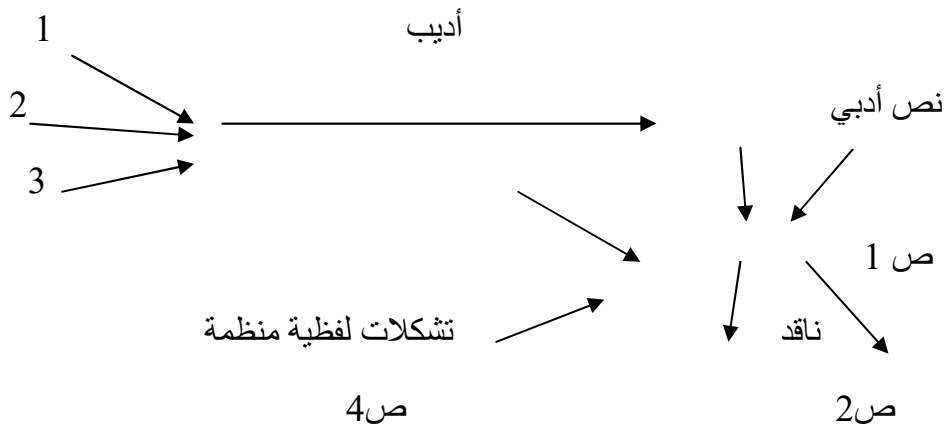 1
أديب
2
نص أدبي
3
ص 1
تشكلات لفظية منظمة
ناقد
ص4
ص2